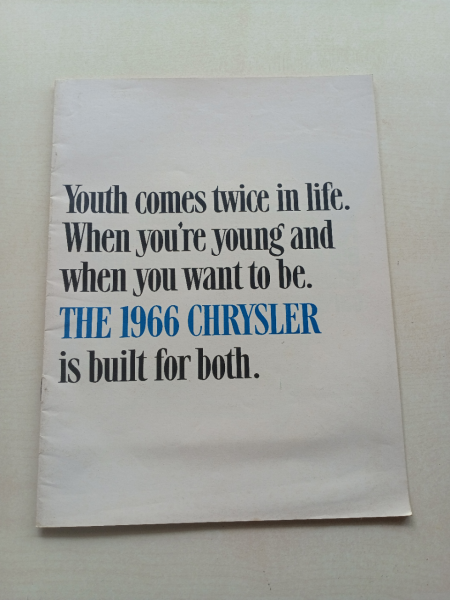 Youth comes twice in life.
When you're young and
when you want to be.
THE 1966 CHRYSLER
is built for both.